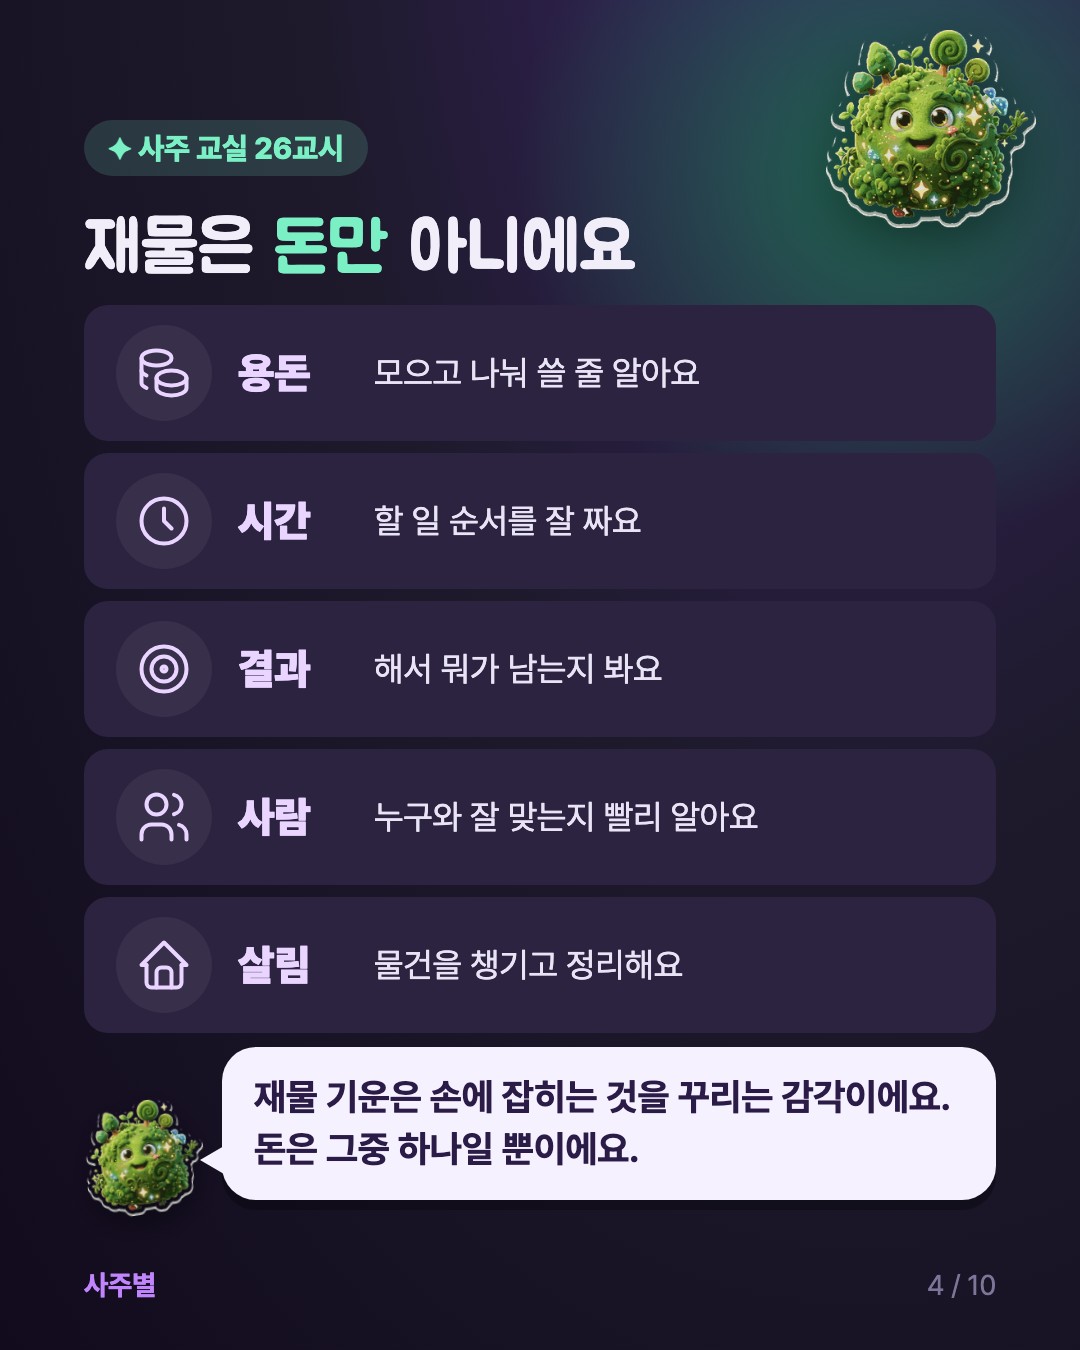 ✦ 사주 교실 26교시
재물은 돈만 아니에요
용돈 모으고 나눠 쓸 줄 알아요
시간 할 일 순서를 잘 짜요
결과 해서 뭐가 남는지 봐요
사람 누구와 잘 맞는지 빨리 알아요
살림 물건을 챙기고 정리해요
재물 기운은 손에 잡히는 것을 꾸리는 감각이에요.
돈은 그중 하나일 뿐이에요.
사주별
4 / 10